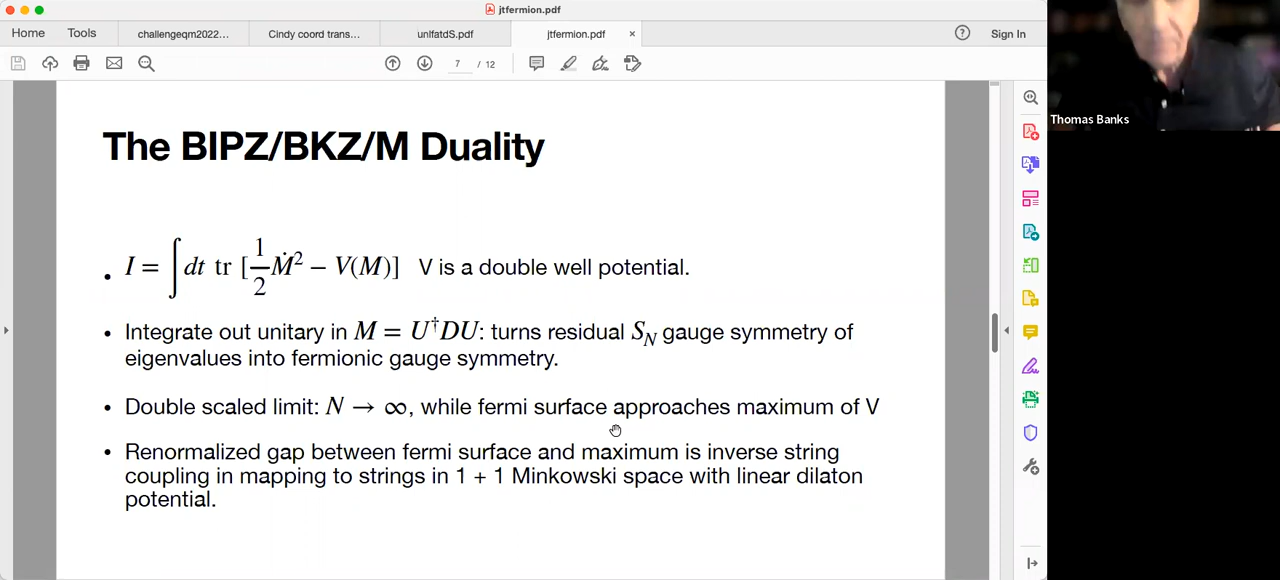 jtfermion.pdf
Home Tools challengeqm2022... Cindy coord trans... unlfatdS.pdf jtfermion.pdf × Sign In
7 / 12
Thomas Banks
The BIPZ/BKZ/M Duality
• I = ∫ dt tr [½Ṁ² − V(M)] V is a double well potential.
• Integrate out unitary in M = U†DU: turns residual S_N gauge symmetry of
eigenvalues into fermionic gauge symmetry.
• Double scaled limit: N → ∞, while fermi surface approaches maximum of V
• Renormalized gap between fermi surface and maximum is inverse string
coupling in mapping to strings in 1 + 1 Minkowski space with linear dilaton
potential.